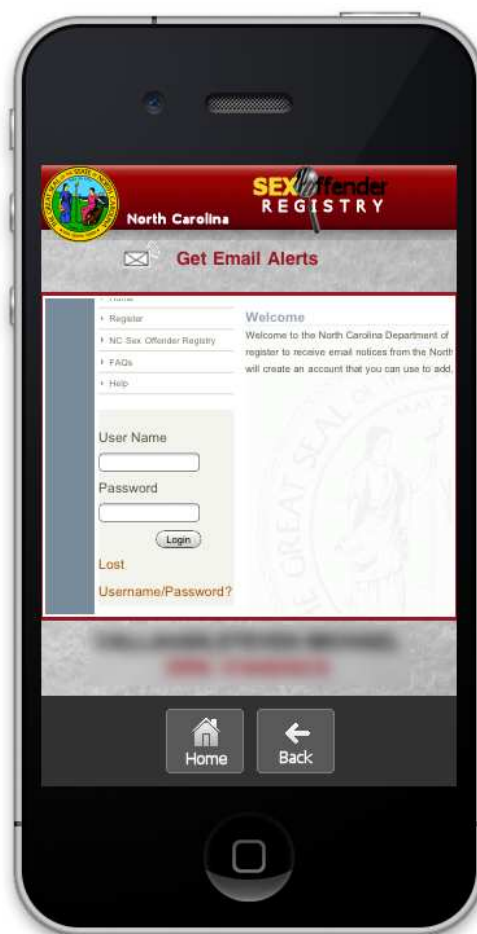 SEX Offender
REGISTRY
North Carolina
Get Email Alerts
Home
Register
NC Sex Offender Registry
FAQs
Help
Welcome
Welcome to the North Carolina Department of
register to receive email notices from the North
will create an account that you can use to add,
User Name
Password
Login
Lost
Username/Password?
Home
Back